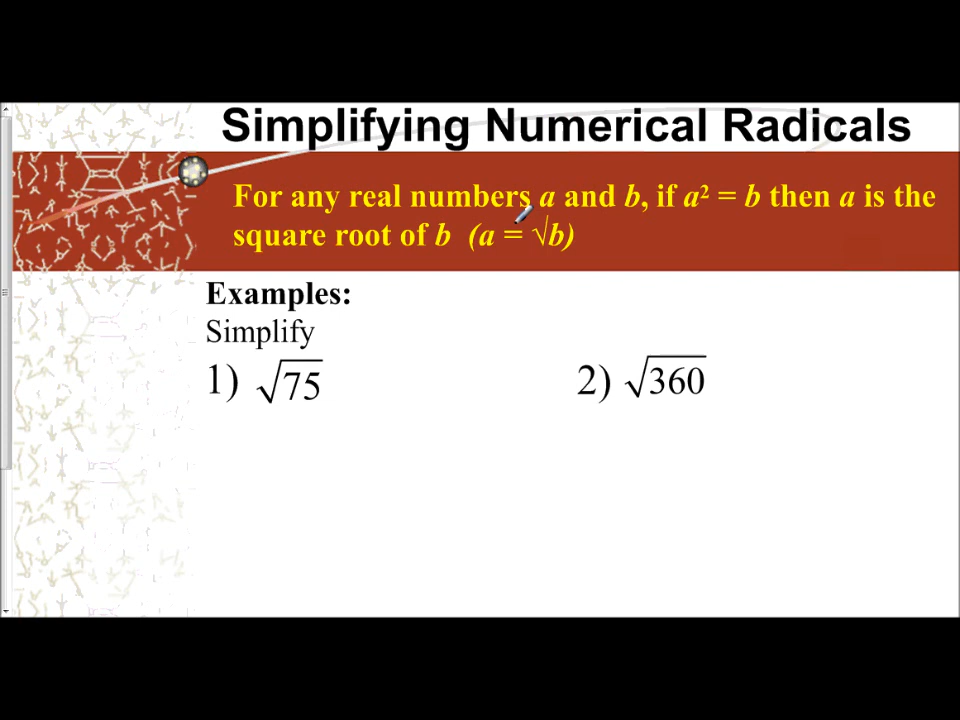 Simplifying Numerical Radicals
For any real numbers a and b, if a² = b then a is the
square root of b (a = √b)
Examples:
Simplify
1) √75 2) √360